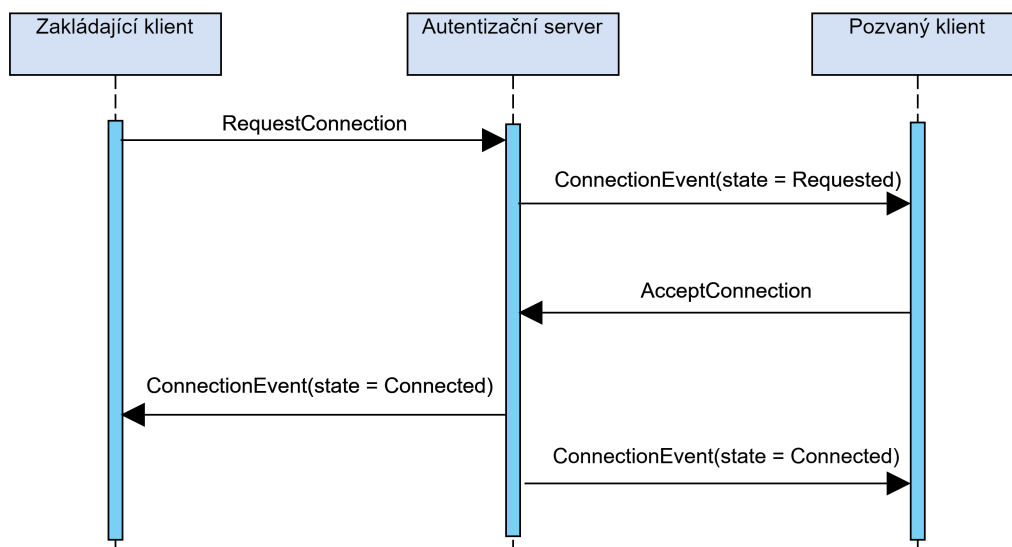 Zakládající klient
Autentizační server
Pozvaný klient
RequestConnection
ConnectionEvent(state = Requested)
AcceptConnection
ConnectionEvent(state = Connected)
ConnectionEvent(state = Connected)